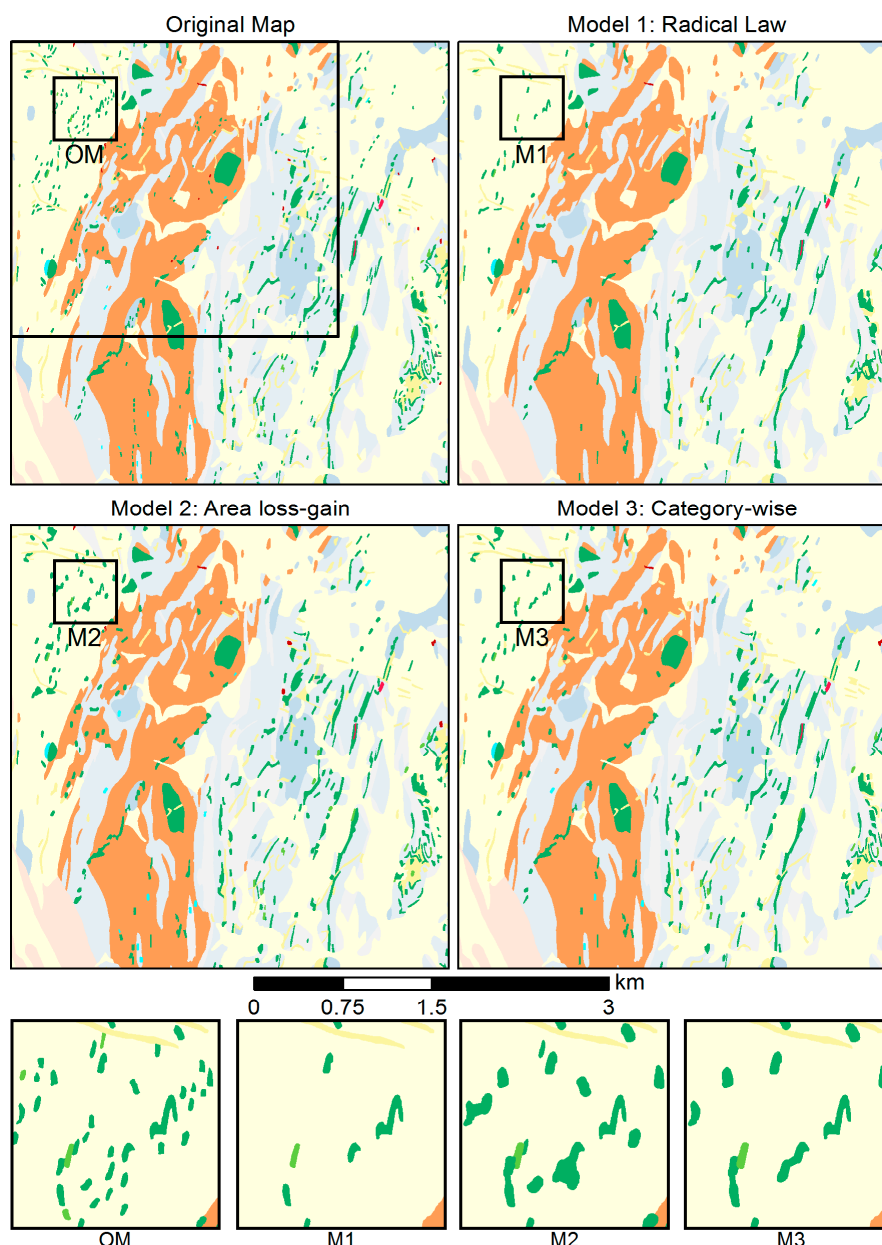 Original Map
Model 1: Radical Law
OM
M1
Model 2: Area loss-gain
Model 3: Category-wise
M2
M3
km
0 0.75 1.5 3
OM M1 M2 M3